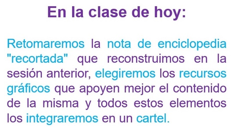 En la clase de hoy:
Retomaremos la nota de enciclopedia
"recortada" que reconstruimos en la
sesión anterior, elegiremos los recursos
gráficos que apoyen mejor el contenido
de la misma y todos estos elementos
los integraremos en un cartel.